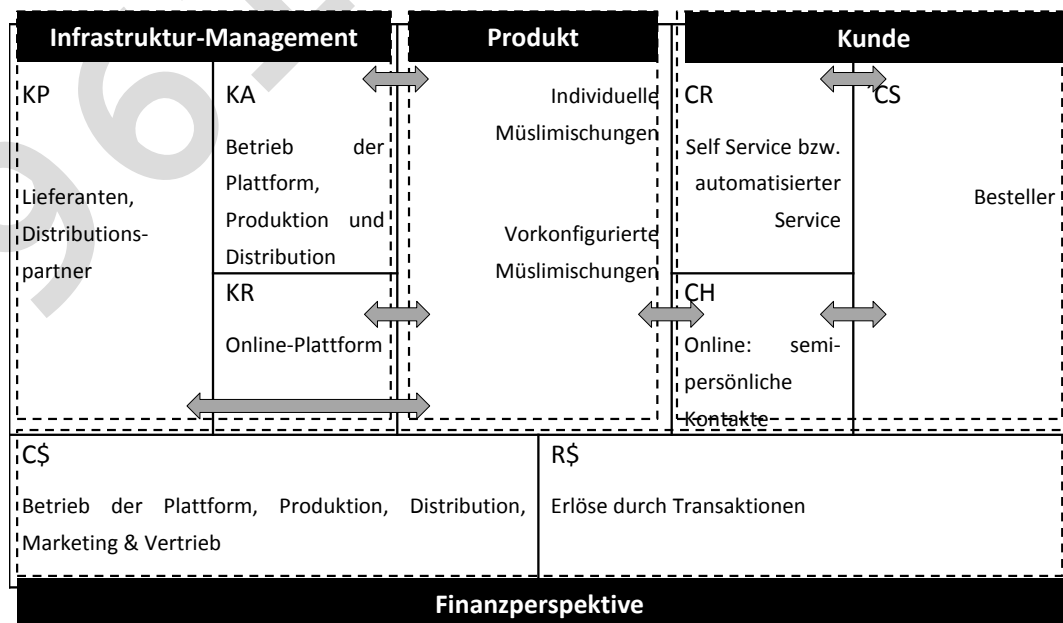 Infrastruktur-Management
Produkt
Kunde
KP
Lieferanten,
Distributions-
partner
KA
Betrieb der
Plattform,
Produktion und
Distribution
KR
Online-Plattform
Individuelle
Müslimischungen
Vorkonfigurierte
Müslimischungen
CR
Self Service bzw.
automatisierter
Service
CH
Online: semi-
persönliche
Kontakte
CS
Besteller
C$
Betrieb der Plattform, Produktion, Distribution,
Marketing & Vertrieb
R$
Erlöse durch Transaktionen
Finanzperspektive